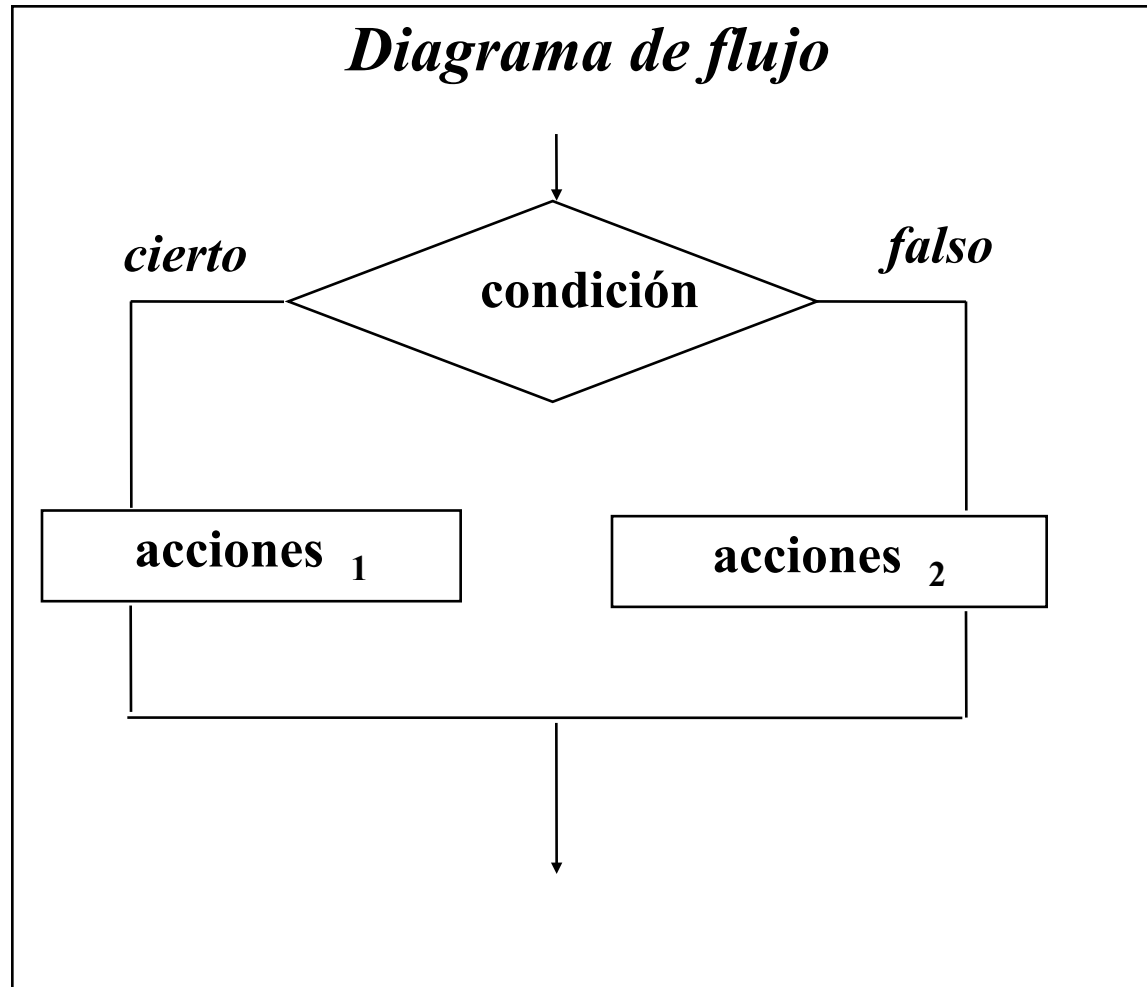 Diagrama de flujo
cierto
falso
condición
acciones 1
acciones 2